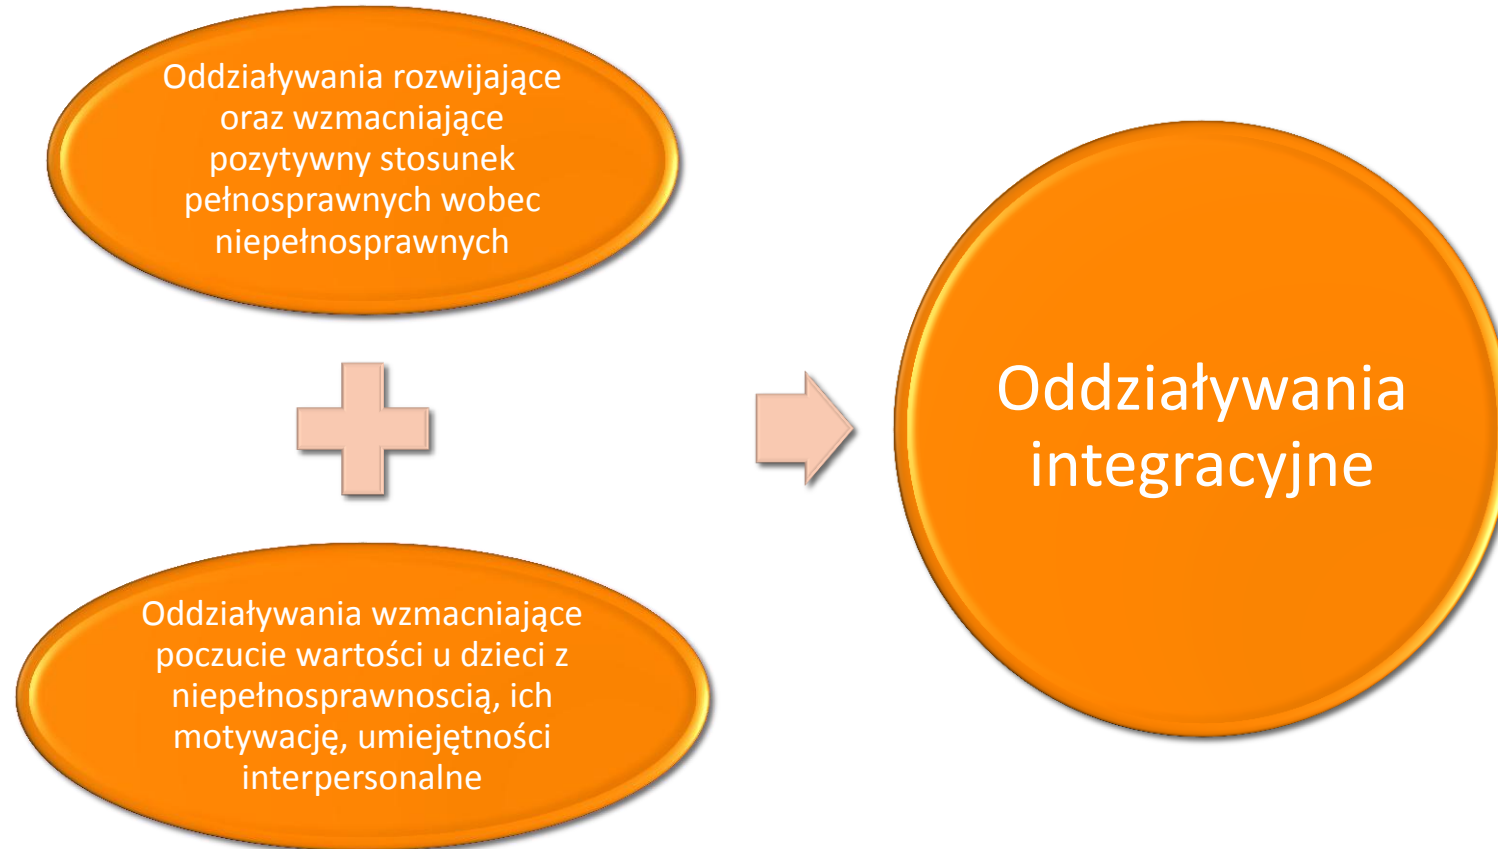 Oddziaływania rozwijające
oraz wzmacniające
pozytywny stosunek
pełnosprawnych wobec
niepełnosprawnych
Oddziaływania wzmacniające
poczucie wartości u dzieci z
niepełnosprawnoscią, ich
motywację, umiejętności
interpersonalne
Oddziaływania
integracyjne